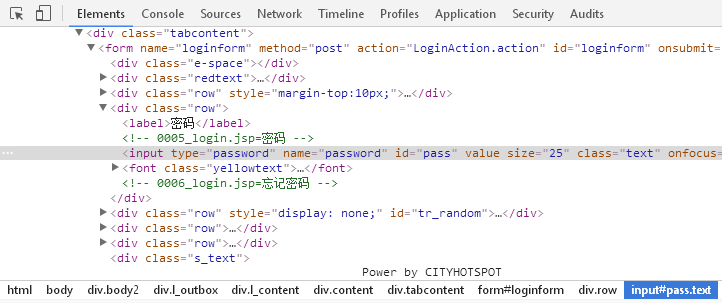 Elements Network Sources Timeline Profiles Application Security Audits
▼<div class="tabcontent">
▼<form name="loginform" method="post" action="LoginAction.action" id="loginform" onsubmit=
<div class="e-space"></div>
▶<div class="redtext">…</div>
▶<div class="row" style="margin-top:10px;">…</div>
▼<div class="row">
<label>密码</label>
<!-- 0005_login.jsp=密码 -->
… <input type="password" name="password" id="pass" value size="25" class="text" onfocus=
▶<font class="yellowtext">…</font>
<!-- 0006_login.jsp=忘记密码 -->
</div>
▶<div class="row" style="display: none;" id="tr_random">…</div>
▶<div class="row">…</div>
▶<div class="row">…</div>
<div class="s_text">
Power by CITYHOTSPOT
html body div.body2 div.l_outbox div.l_content div.content div.tabcontent form#loginform div.row input#pass.text